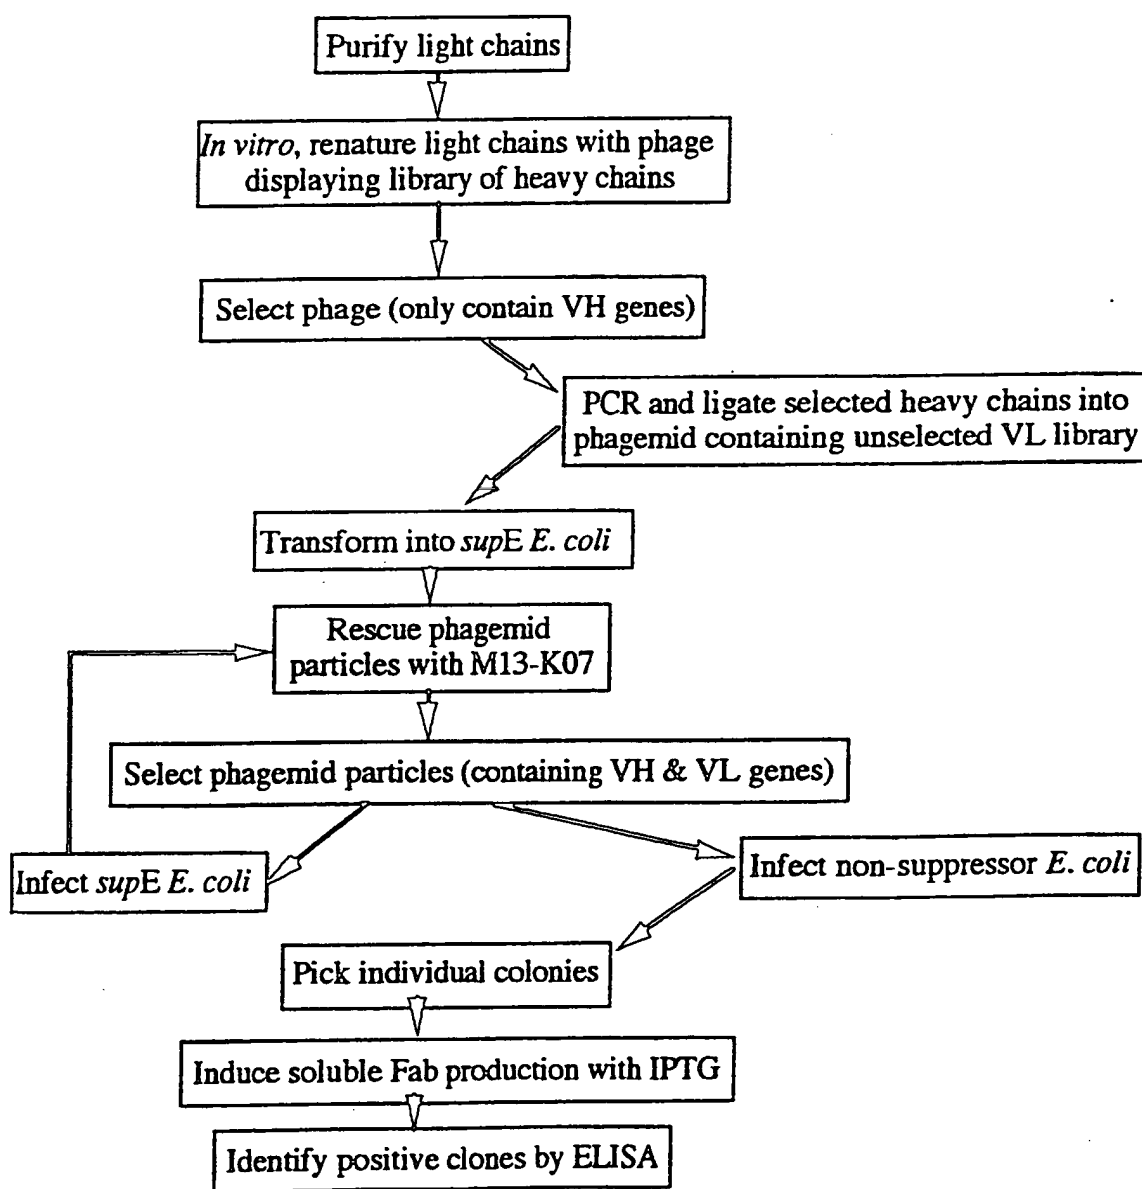 Purify light chains
In vitro, renature light chains with phage
displaying library of heavy chains
Select phage (only contain VH genes)
PCR and ligate selected heavy chains into
phagemid containing unselected VL library
Transform into supE E. coli
Rescue phagemid
particles with M13-K07
Select phagemid particles (containing VH & VL genes)
Infect supE E. coli
Infect non-suppressor E. coli
Pick individual colonies
Induce soluble Fab production with IPTG
Identify positive clones by ELISA